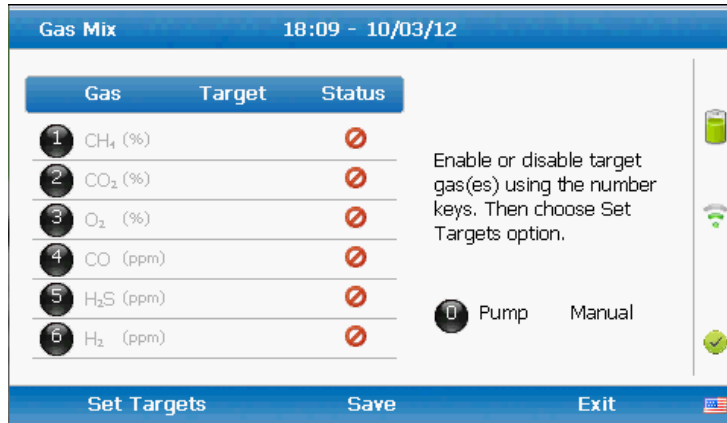 Gas Mix 18:09 - 10/03/12
Gas Target Status
1 CH₄ (%)
2 CO₂ (%)
3 O₂ (%)
4 CO (ppm)
5 H₂S (ppm)
6 H₂ (ppm)
Enable or disable target
gas(es) using the number
keys. Then choose Set
Targets option.
0 Pump Manual
Set Targets Save Exit